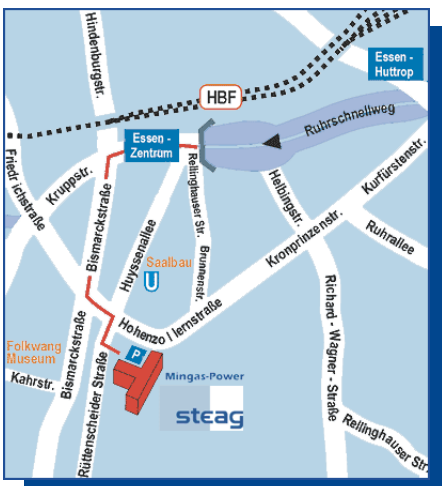 Hindenburgstr.
Essen -
Huttrop
HBF
Ruhrschnellweg
Essen -
Zentrum
Friedrichstraße
Kruppstr.
Rellinghauser Str.
Helbingstr.
Kurfürstenstr.
Bismarckstraße
Huyssenallee
Saalbau
U
Brunnenstr.
Kronprinzenstr.
Ruhrallee
Hohenzollernstraße
Richard - Wagner - Straße
Folkwang
Museum
P
Kahrstr.
Bismarckstraße
Rüttenscheider Straße
Mingas-Power
steag
Rellinghauser Str.